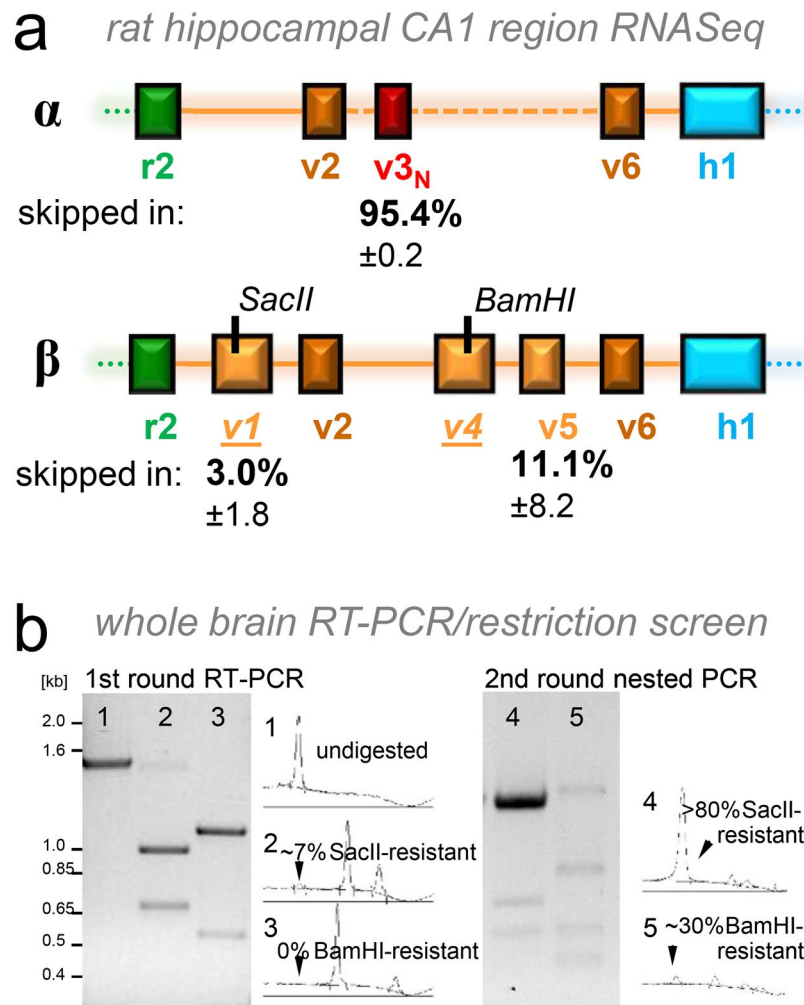 a rat hippocampal CA1 region RNASeq
α
r2 v2 v3N v6 h1
skipped in: 95.4%
±0.2
SacII BamHI
β
r2 v1 v2 v4 v5 v6 h1
skipped in: 3.0% 11.1%
±1.8 ±8.2
b whole brain RT-PCR/restriction screen
[kb] 1st round RT-PCR 2nd round nested PCR
1 2 3 4 5
2.0
1.6
1.0
0.85
0.65
0.5
0.4
1 undigested
2 ~7% SacII-resistant
3 0% BamHI-resistant
4 >80%SacII-
resistant
5 ~30%BamHI-
resistant